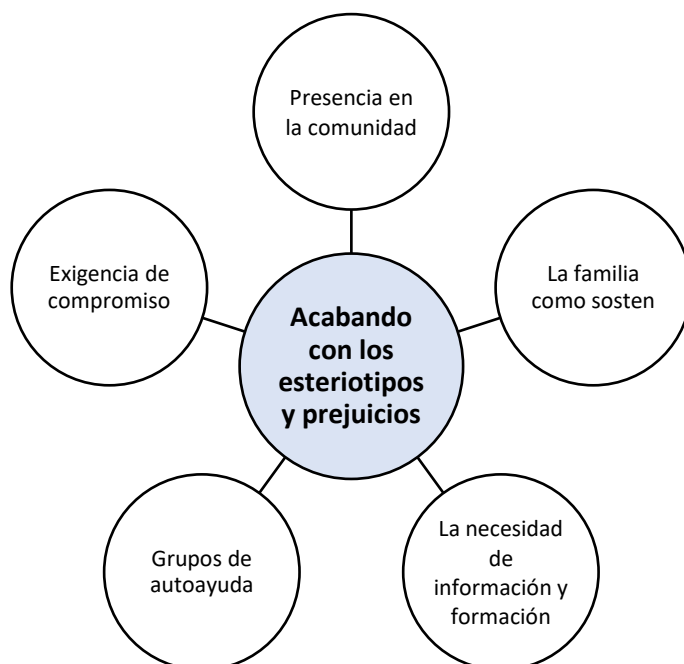 Presencia en
la comunidad
Exigencia de
compromiso
La familia
como sosten
Acabando
con los
esteriotipos
y prejuicios
Grupos de
autoayuda
La necesidad
de
información y
formación